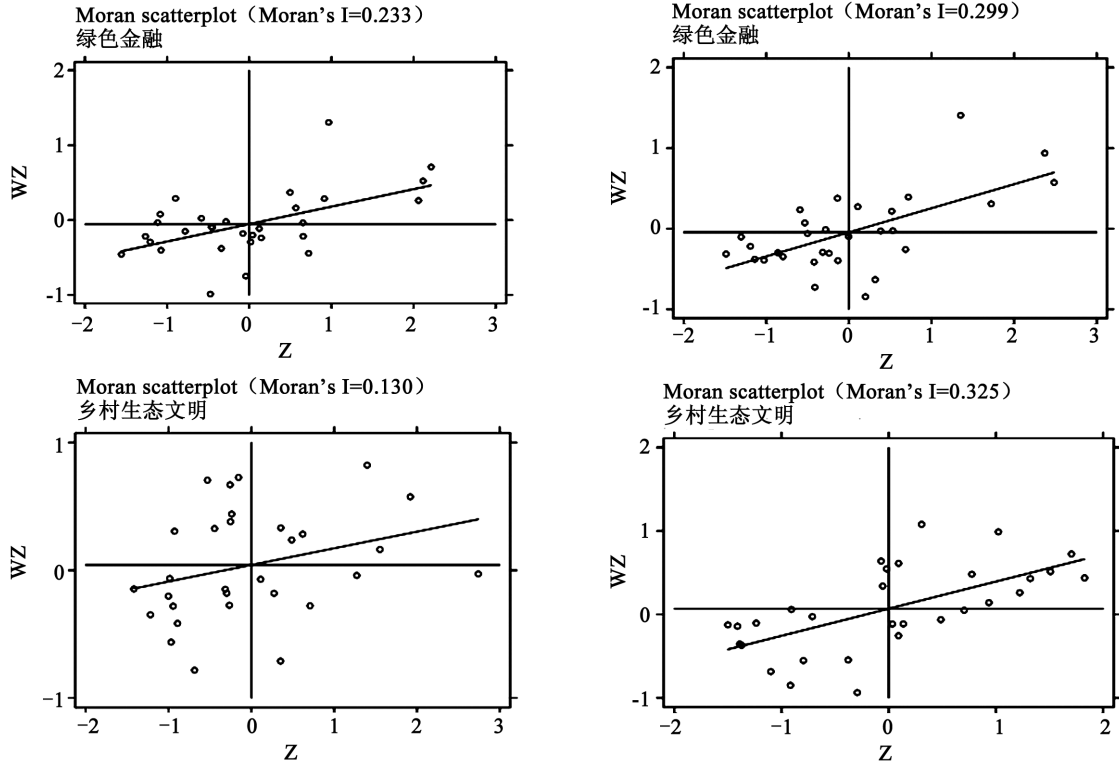 Moran scatterplot（Moran's I=0.233）
绿色金融
2
1
0
-1
WZ
−2
−1
0
1
2
3
Z
Moran scatterplot（Moran's I=0.299）
绿色金融
2
1
0
-1
WZ
−2
−1
0
1
2
3
Z
Moran scatterplot（Moran's I=0.130）
乡村生态文明
1
0
−1
WZ
−2
−1
0
1
2
3
Z
Moran scatterplot（Moran's I=0.325）
乡村生态文明
2
1
0
-1
WZ
−2
−1
0
1
2
Z